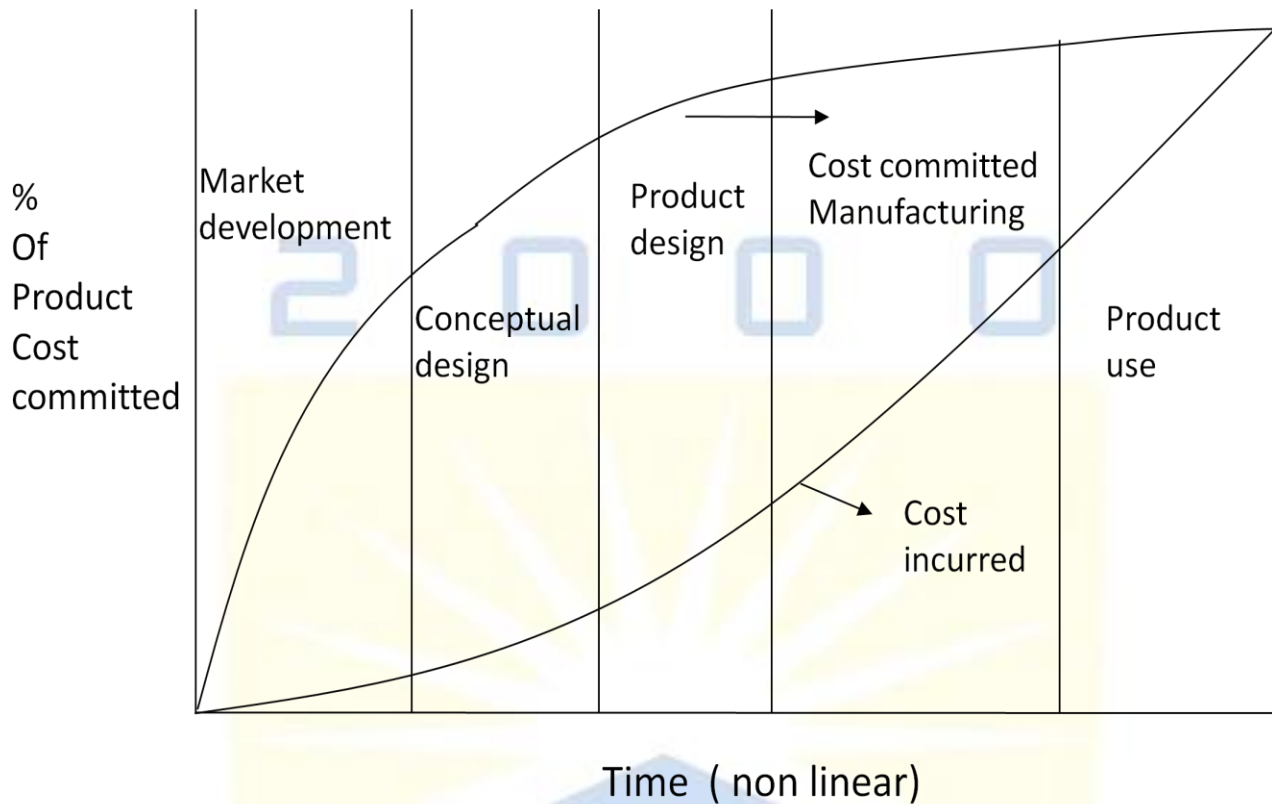 %
Of
Product
Cost
committed
Market
development
Conceptual
design
Product
design
Cost committed
Manufacturing
Product
use
Cost
incurred
2000
Time ( non linear)